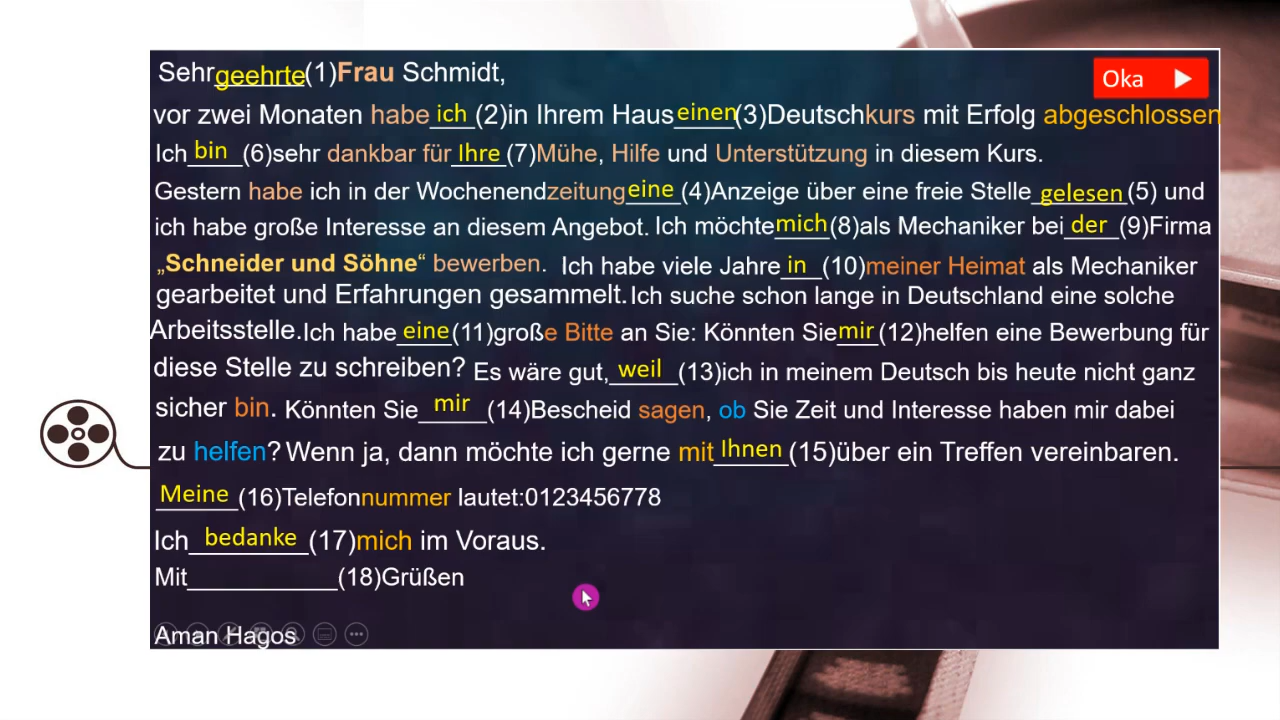 Sehr geehrte (1)Frau Schmidt,
Oka
vor zwei Monaten habe ich (2)in Ihrem Haus einen(3)Deutschkurs mit Erfolg abgeschlossen
Ich bin (6)sehr dankbar für Ihre (7)Mühe, Hilfe und Unterstützung in diesem Kurs.
Gestern habe ich in der Wochenendzeitung eine (4)Anzeige über eine freie Stelle gelesen (5) und
ich habe große Interesse an diesem Angebot. Ich möchte mich (8)als Mechaniker bei der (9)Firma
„Schneider und Söhne“ bewerben. Ich habe viele Jahre in (10)meiner Heimat als Mechaniker
gearbeitet und Erfahrungen gesammelt. Ich suche schon lange in Deutschland eine solche
Arbeitsstelle. Ich habe eine (11)große Bitte an Sie: Könnten Sie mir (12)helfen eine Bewerbung für
diese Stelle zu schreiben? Es wäre gut, weil (13)ich in meinem Deutsch bis heute nicht ganz
sicher bin. Könnten Sie mir (14)Bescheid sagen, ob Sie Zeit und Interesse haben mir dabei
zu helfen? Wenn ja, dann möchte ich gerne mit Ihnen (15)über ein Treffen vereinbaren.
Meine (16)Telefonnummer lautet:0123456778
Ich bedanke (17)mich im Voraus.
Mit__________(18)Grüßen
Aman Hagos